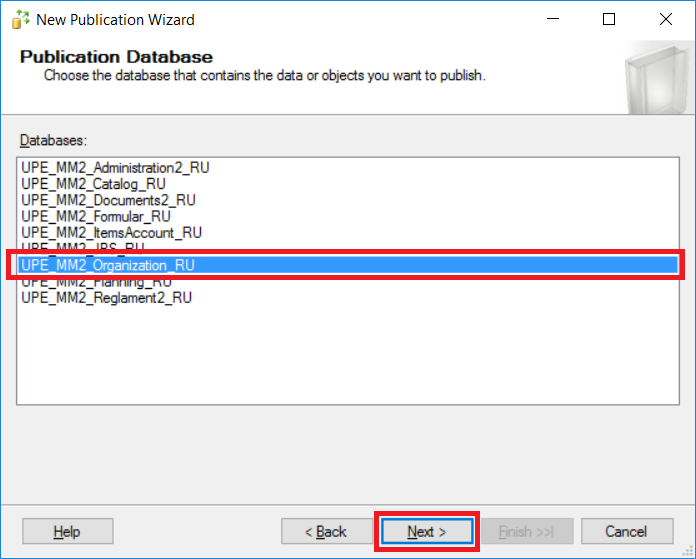 New Publication Wizard
Publication Database
Choose the database that contains the data or objects you want to publish.
Databases:
UPE_MM2_Administration2_RU
UPE_MM2_Catalog_RU
UPE_MM2_Documents2_RU
UPE_MM2_Formular_RU
UPE_MM2_ItemsAccount_RU
UPE_MM2_Organization_RU
UPE_MM2_Planning_RU
UPE_MM2_Reglament2_RU
Help
< Back
Next >
Finish >>|
Cancel